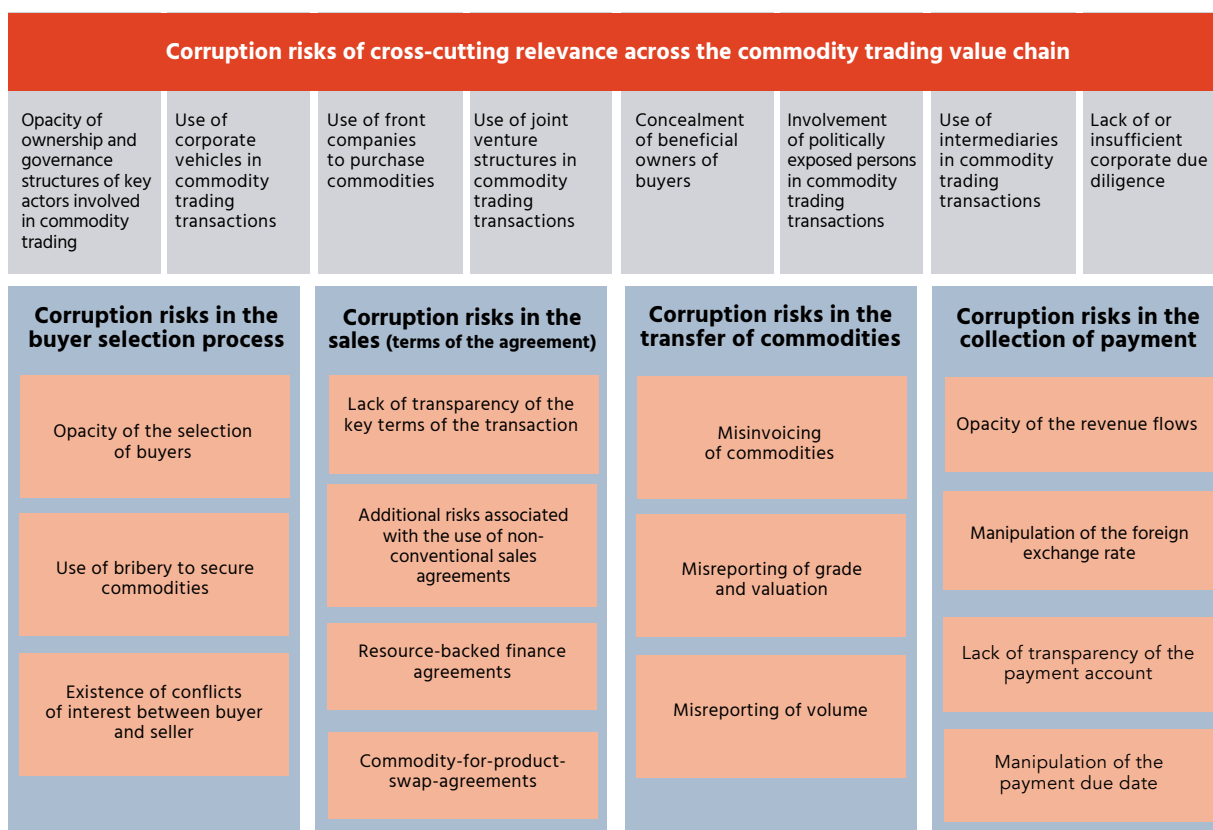 Corruption risks of cross-cutting relevance across the commodity trading value chain
Opacity of
ownership and
governance
structures of key
actors involved
in commodity
trading
Use of
corporate
vehicles in
commodity
trading
transactions
Use of front
companies
to purchase
commodities
Use of joint
venture
structures in
commodity
trading
transactions
Concealment
of beneficial
owners of
buyers
Involvement
of politically
exposed persons
in commodity
trading
transactions
Use of
intermediaries
in commodity
trading
transactions
Lack of or
insufficient
corporate due
diligence
Corruption risks in the
buyer selection process
Opacity of the selection
of buyers
Use of bribery to secure
commodities
Existence of conflicts
of interest between buyer
and seller
Corruption risks in the
sales (terms of the agreement)
Lack of transparency of the
key terms of the transaction
Additional risks associated
with the use of non-
conventional sales
agreements
Resource-backed finance
agreements
Commodity-for-product-
swap-agreements
Corruption risks in the
transfer of commodities
Misinvoicing
of commodities
Misreporting of grade
and valuation
Misreporting of volume
Corruption risks in the
collection of payment
Opacity of the revenue flows
Manipulation of the foreign
exchange rate
Lack of transparency of the
payment account
Manipulation of the
payment due date